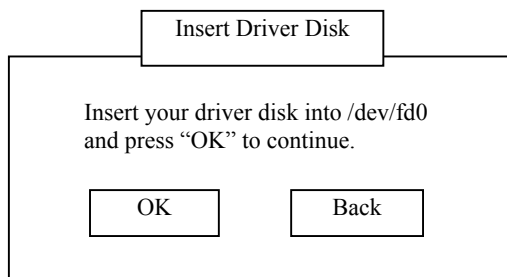 Insert Driver Disk
Insert your driver disk into /dev/fd0
and press “OK” to continue.
OK
Back